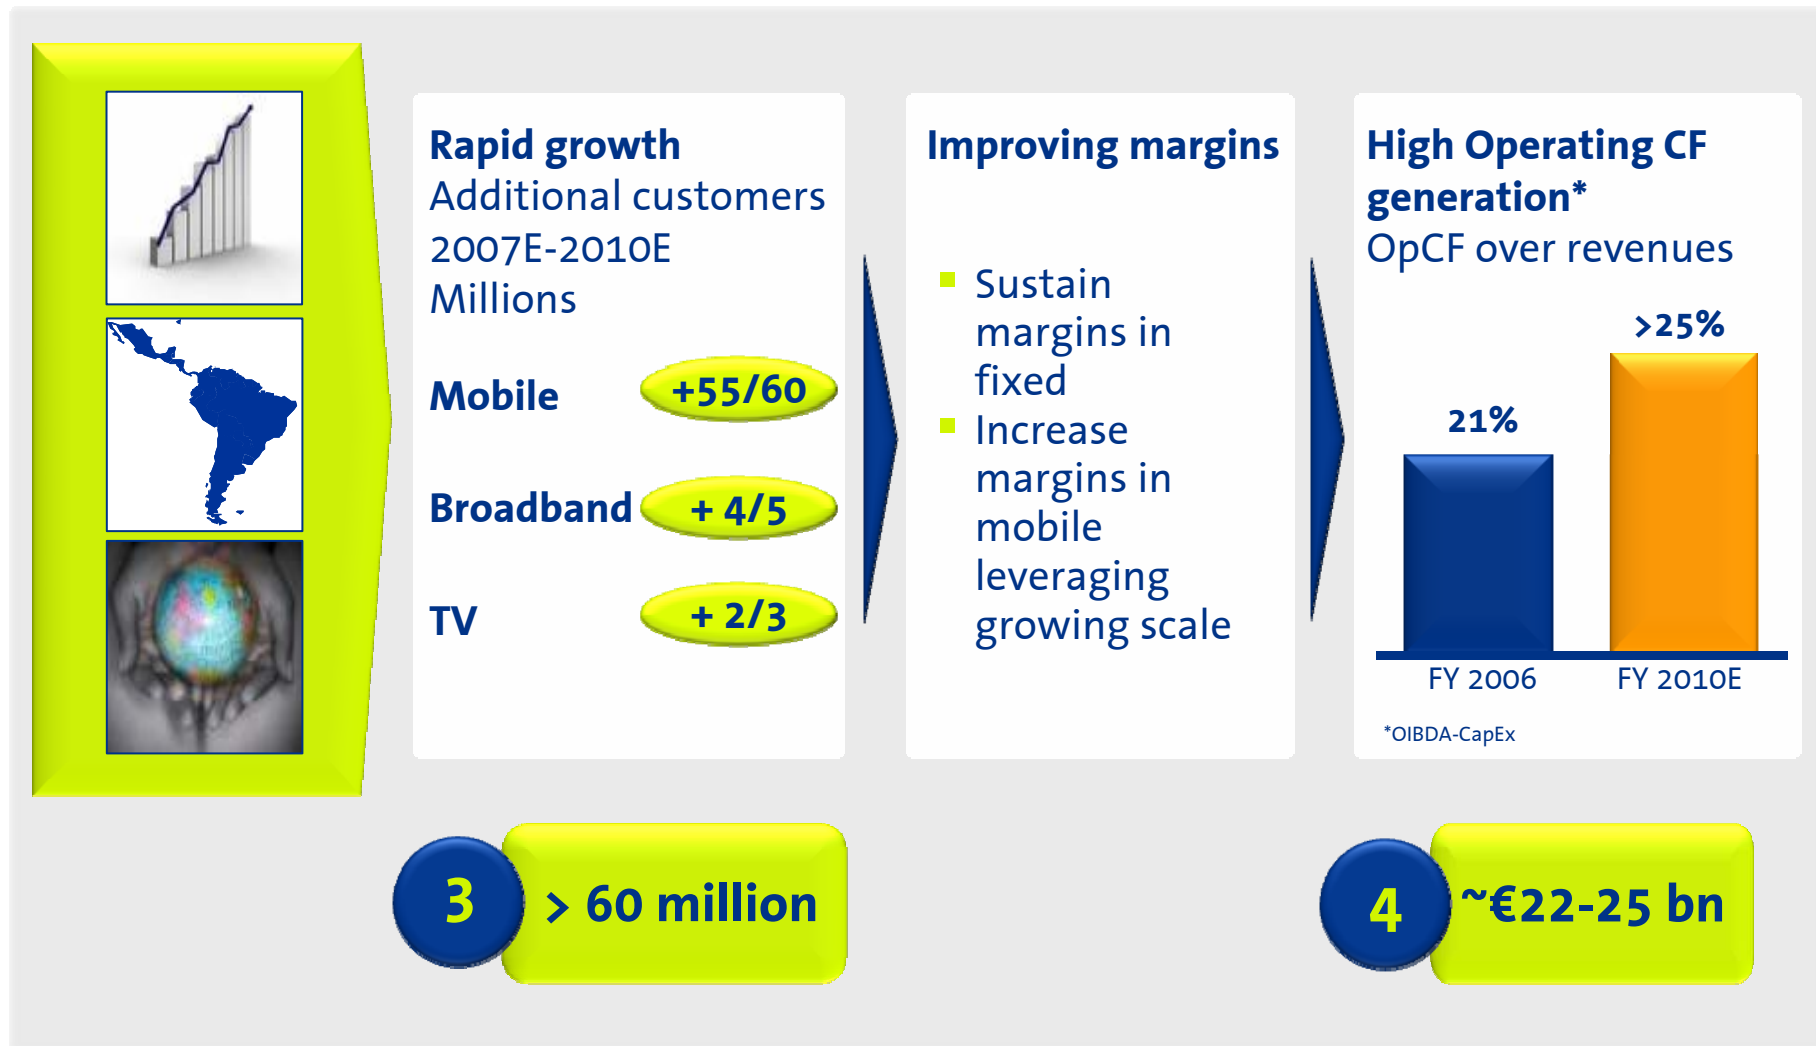 Rapid growth
Additional customers
2007E-2010E
Millions
Mobile
+55/60
Broadband
+ 4/5
TV
+ 2/3
Improving margins
▪ Sustain
margins in
fixed
▪ Increase
margins in
mobile
leveraging
growing scale
High Operating CF
generation*
OpCF over revenues
21%
>25%
FY 2006
FY 2010E
*OIBDA-CapEx
3
> 60 million
4
~€22-25 bn